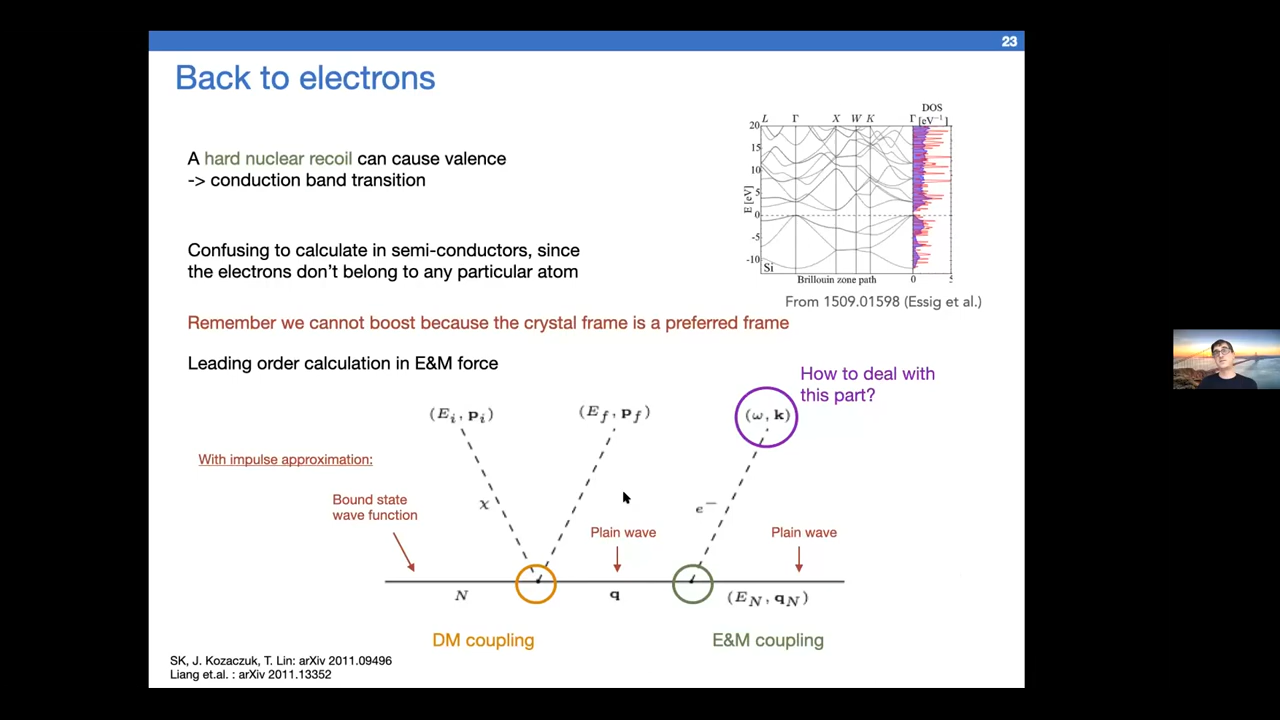 23
Back to electrons
A hard nuclear recoil can cause valence
-> conduction band transition
Confusing to calculate in semi-conductors, since
the electrons don't belong to any particular atom
DOS
L Γ X W K Γ [eV⁻¹]
20
15
10
5
0
-5
-10
E [eV]
Si
Brillouin zone path
0 5
From 1509.01598 (Essig et al.)
Remember we cannot boost because the crystal frame is a preferred frame
Leading order calculation in E&M force
How to deal with
this part?
(E_i, p_i) (E_f, p_f) (ω, k)
With impulse approximation:
Bound state
wave function
χ e⁻
Plain wave Plain wave
N q (E_N, q_N)
DM coupling E&M coupling
SK, J. Kozaczuk, T. Lin: arXiv 2011.09496
Liang et.al. : arXiv 2011.13352